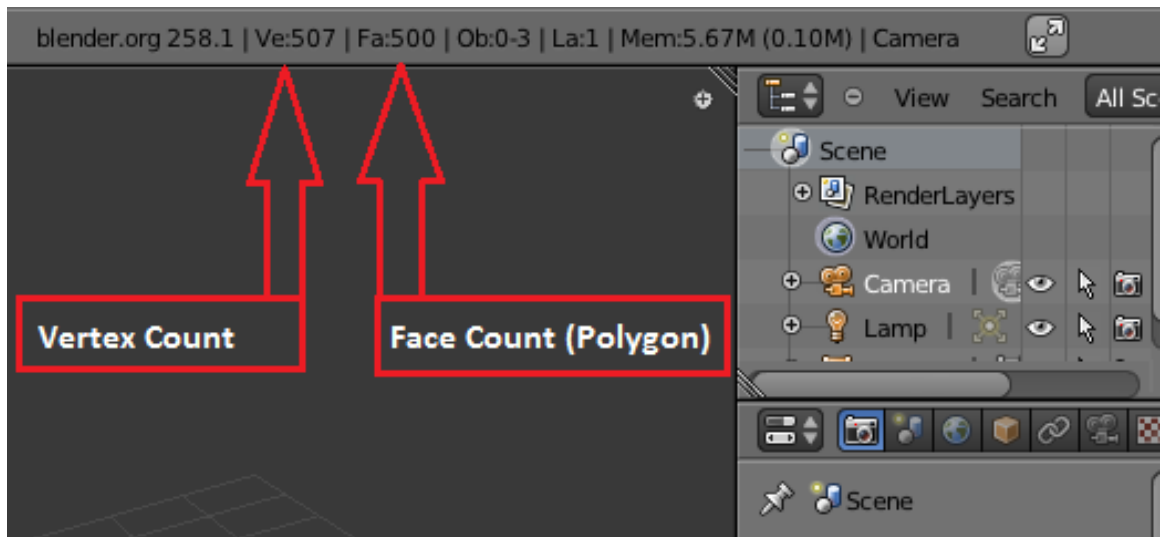 blender.org 258.1 | Ve:507 | Fa:500 | Ob:0-3 | La:1 | Mem:5.67M (0.10M) | Camera
View Search All Sc
Scene
RenderLayers
World
Camera
Lamp
Vertex Count
Face Count (Polygon)
Scene